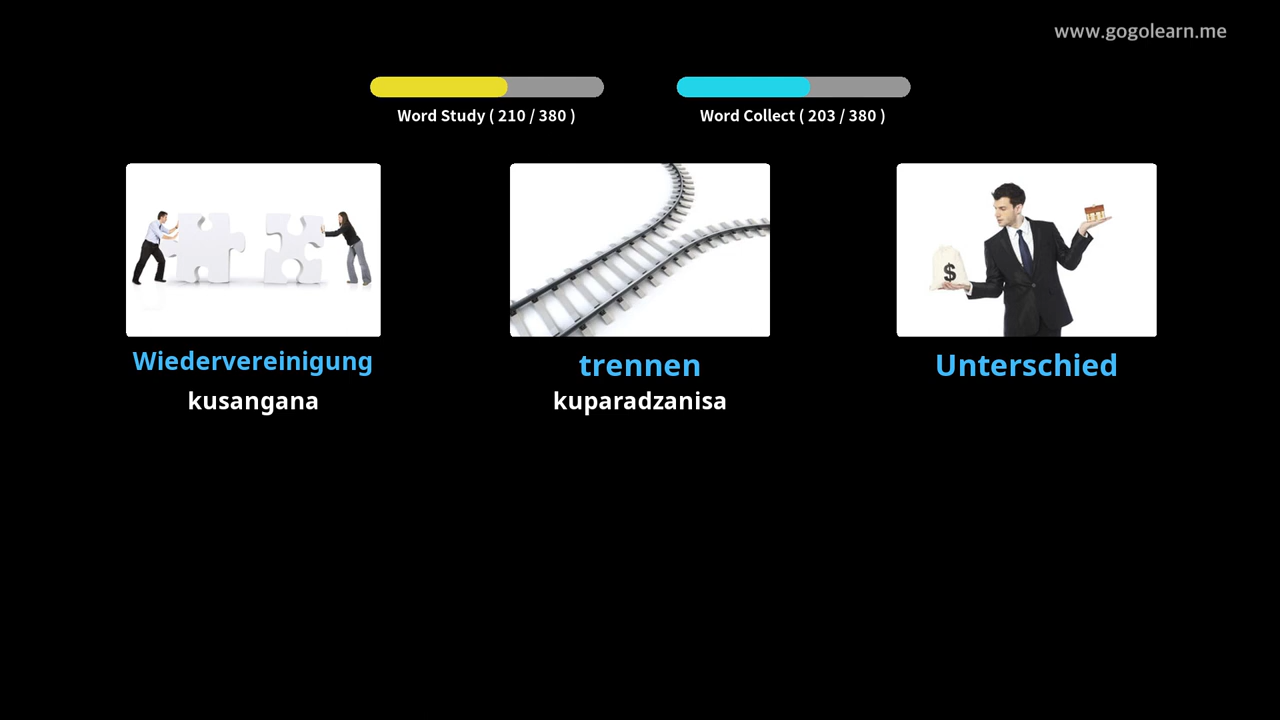 www.gogolearn.me
Word Study ( 210 / 380 )
Word Collect ( 203 / 380 )
$
Wiedervereinigung
kusangana
trennen
kuparadzanisa
Unterschied